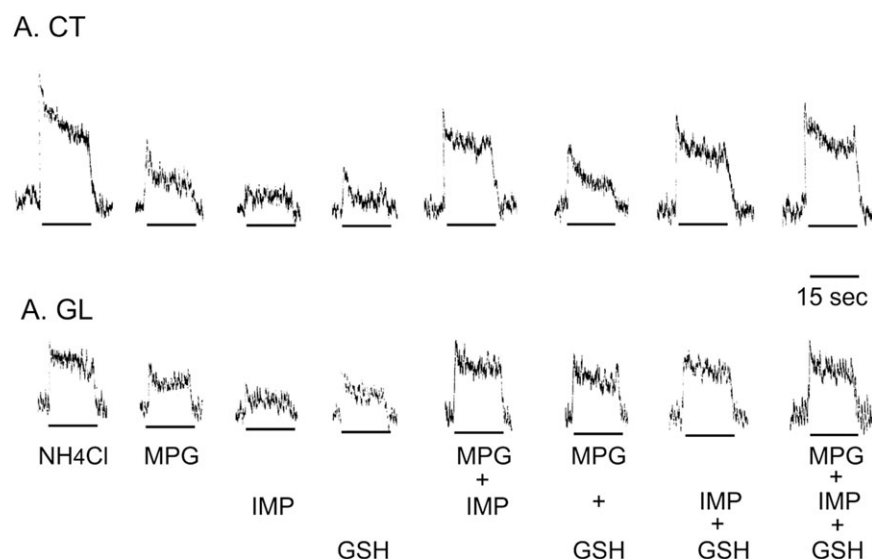 A. CT
15 sec
A. GL
NH4Cl MPG MPG MPG MPG
+ +
IMP IMP + IMP IMP
+ +
GSH GSH GSH GSH